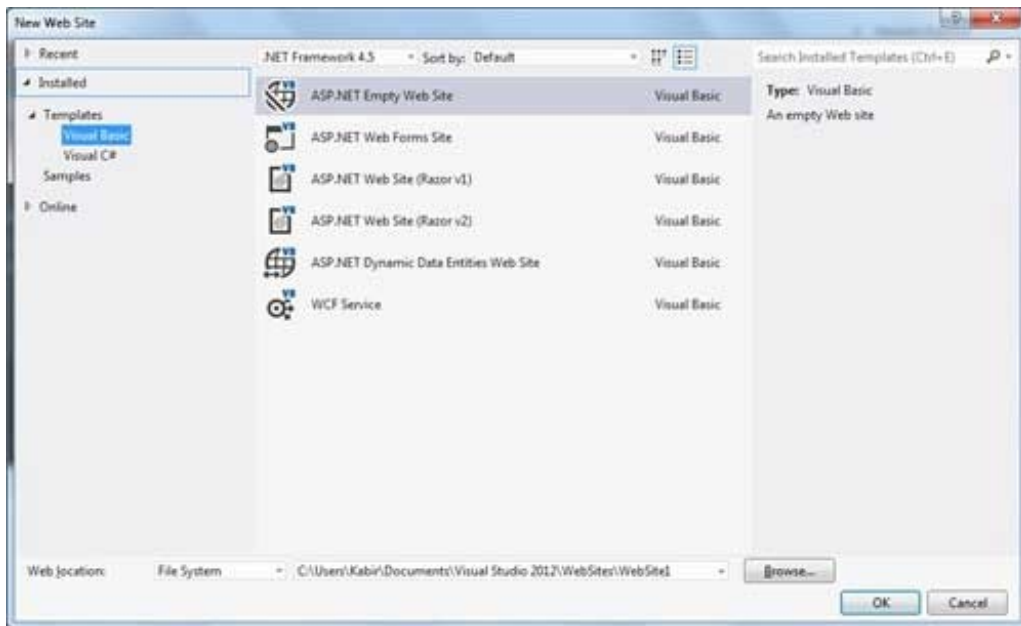 New Web Site
Recent
.NET Framework 4.5 Sort by: Default
Search Installed Templates (Ctrl+E)
Installed
Templates
Visual Basic
Visual C#
Samples
Online
ASP.NET Empty Web Site Visual Basic
ASP.NET Web Forms Site Visual Basic
ASP.NET Web Site (Razor v1) Visual Basic
ASP.NET Web Site (Razor v2) Visual Basic
ASP.NET Dynamic Data Entities Web Site Visual Basic
WCF Service Visual Basic
Type: Visual Basic
An empty Web site
Web location: File System C:\Users\Kabir\Documents\Visual Studio 2012\WebSites\WebSite1 Browse...
OK Cancel